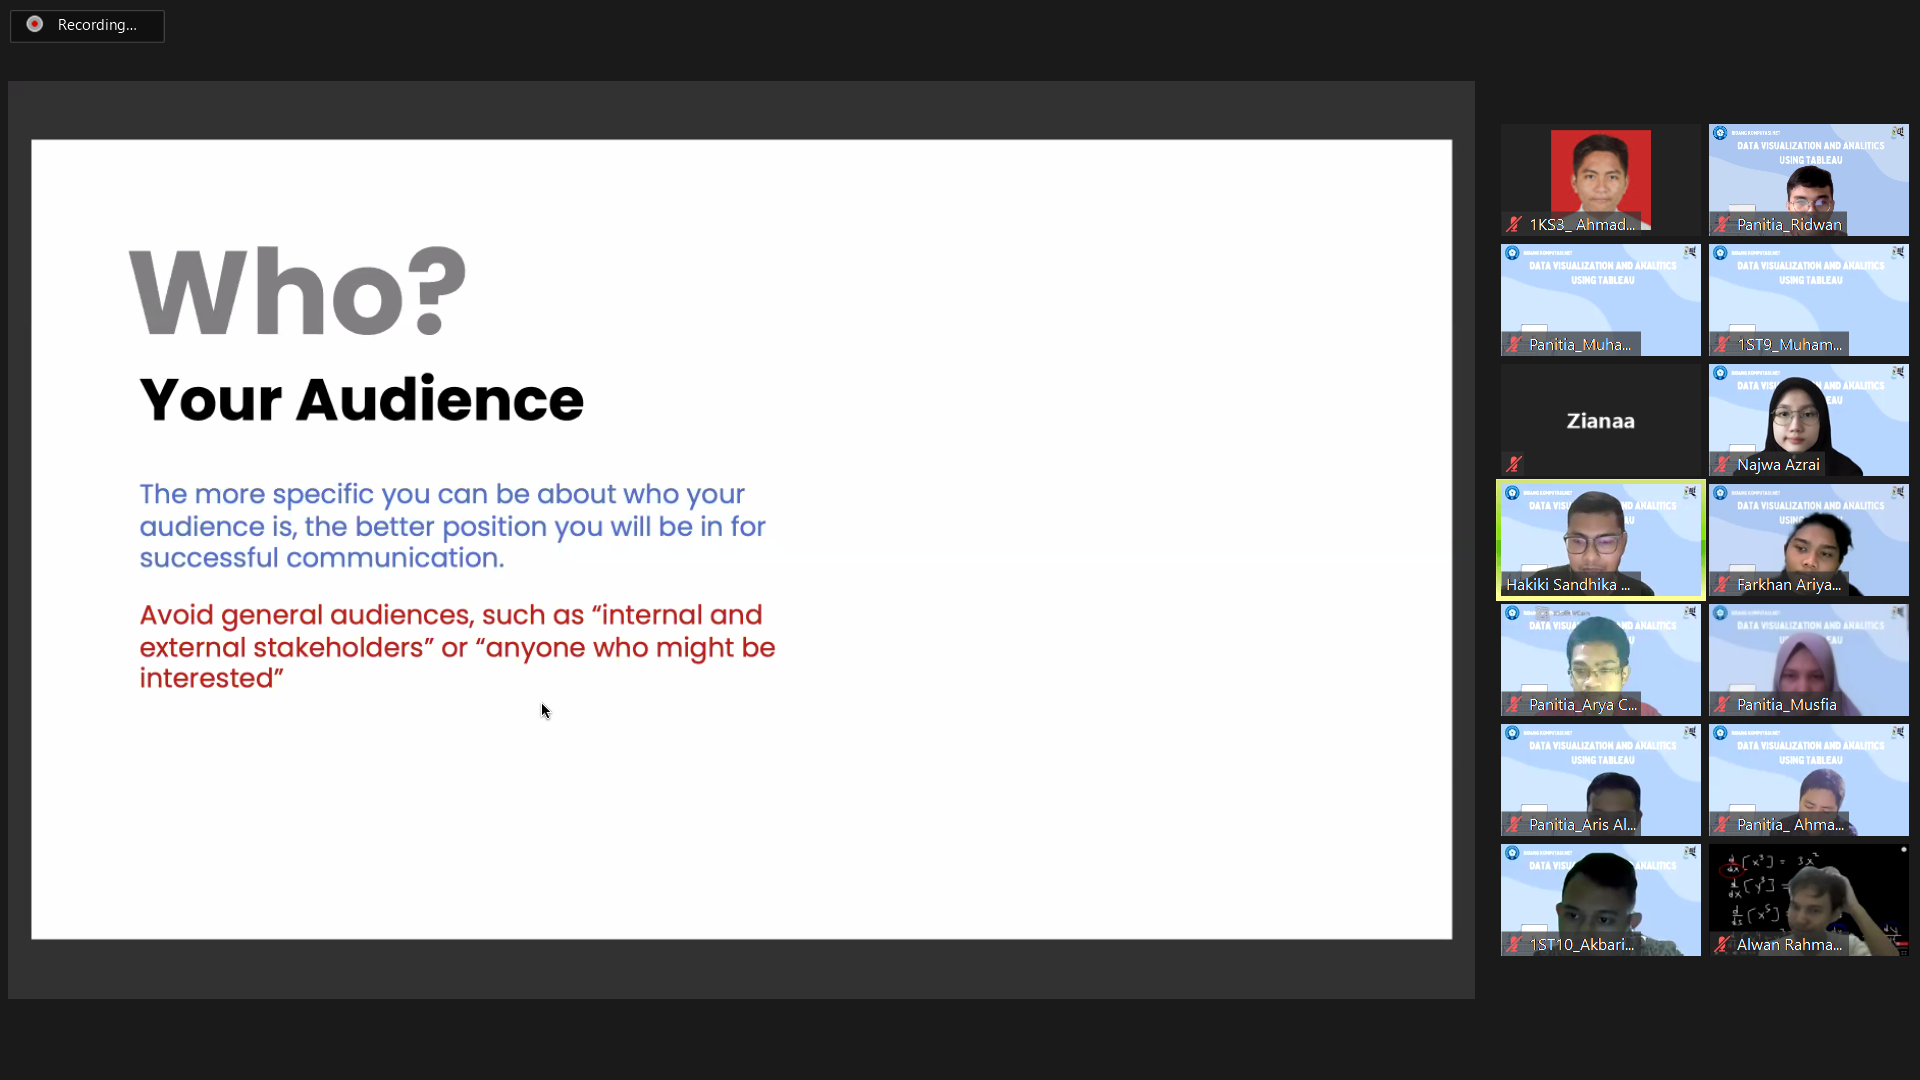 Recording...
Who?
Your Audience
The more specific you can be about who your
audience is, the better position you will be in for
successful communication.
Avoid general audiences, such as “internal and
external stakeholders” or “anyone who might be
interested”
1KS3_ Ahmad...
DATA VISUALIZATION AND ANALITICS
USING TABLEAU
Panitia_Ridwan
DATA VISUALIZATION AND ANALITICS
USING TABLEAU
Panitia_Muha...
DATA VISUALIZATION AND ANALITICS
USING TABLEAU
1ST9_Muham...
Zianaa
Najwa Azrai
Hakiki Sandhika ...
Farkhan Ariya...
Panitia_Arya C...
Panitia_Musfia
DATA VISUALIZATION AND ANALITICS
USING TABLEAU
Panitia_Aris Al...
DATA VISUALIZATION AND ANALITICS
USING TABLEAU
Panitia_ Ahma...
1ST10_Akbari...
Alwan Rahma...